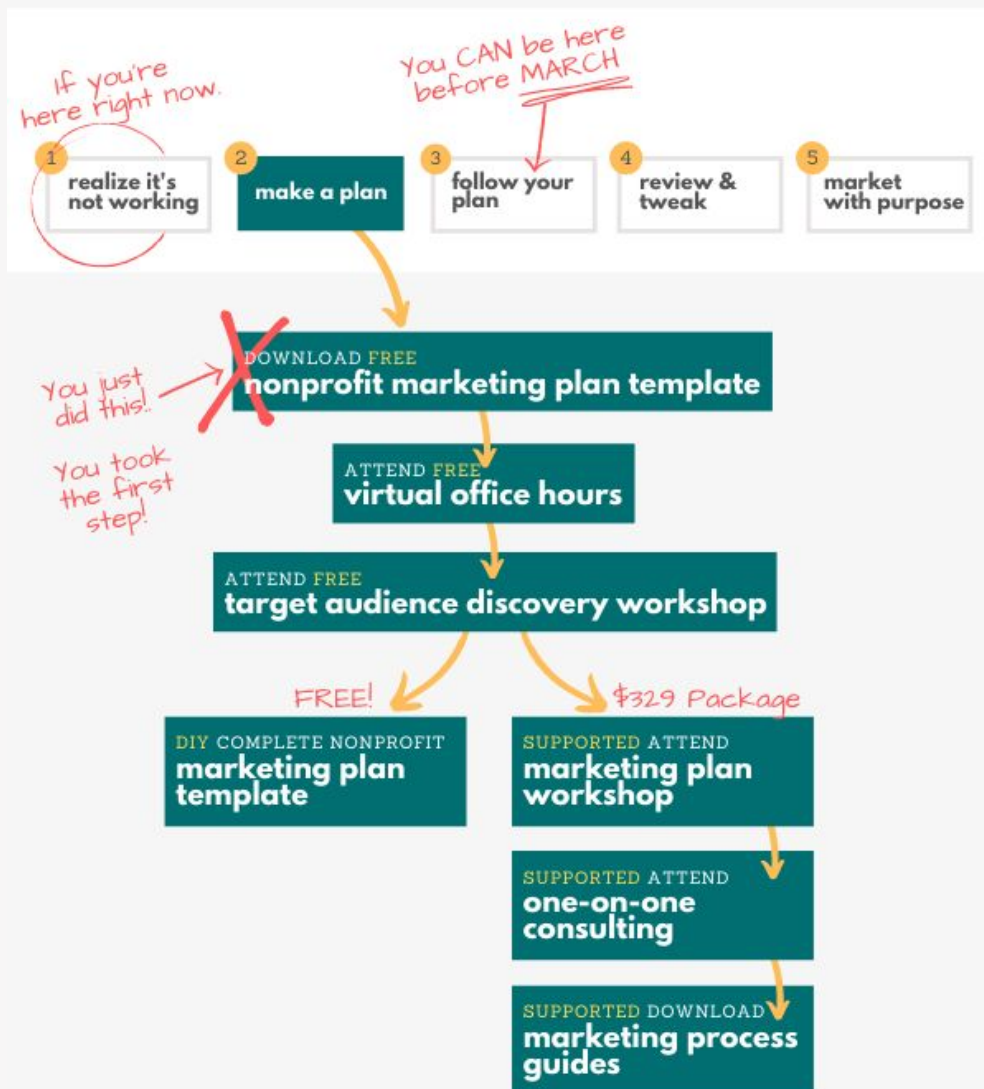 If you're
here right now.
You CAN be here
before MARCH
1
realize it's
not working
2
make a plan
3
follow your
plan
4
review &
tweak
5
market
with purpose
DOWNLOAD FREE
nonprofit marketing plan template
You just
did this!.
You took
the first
step!
ATTEND FREE
virtual office hours
ATTEND FREE
target audience discovery workshop
FREE!
$329 Package
DIY COMPLETE NONPROFIT
marketing plan
template
SUPPORTED ATTEND
marketing plan
workshop
SUPPORTED ATTEND
one-on-one
consulting
SUPPORTED DOWNLOAD
marketing process
guides